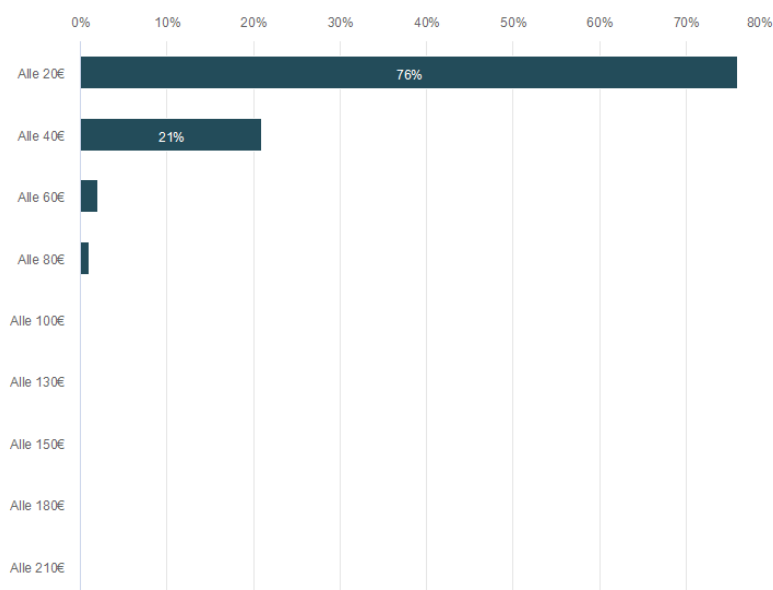 0% 10% 20% 30% 40% 50% 60% 70% 80%
Alle 20€ 76%
Alle 40€ 21%
Alle 60€
Alle 80€
Alle 100€
Alle 130€
Alle 150€
Alle 180€
Alle 210€